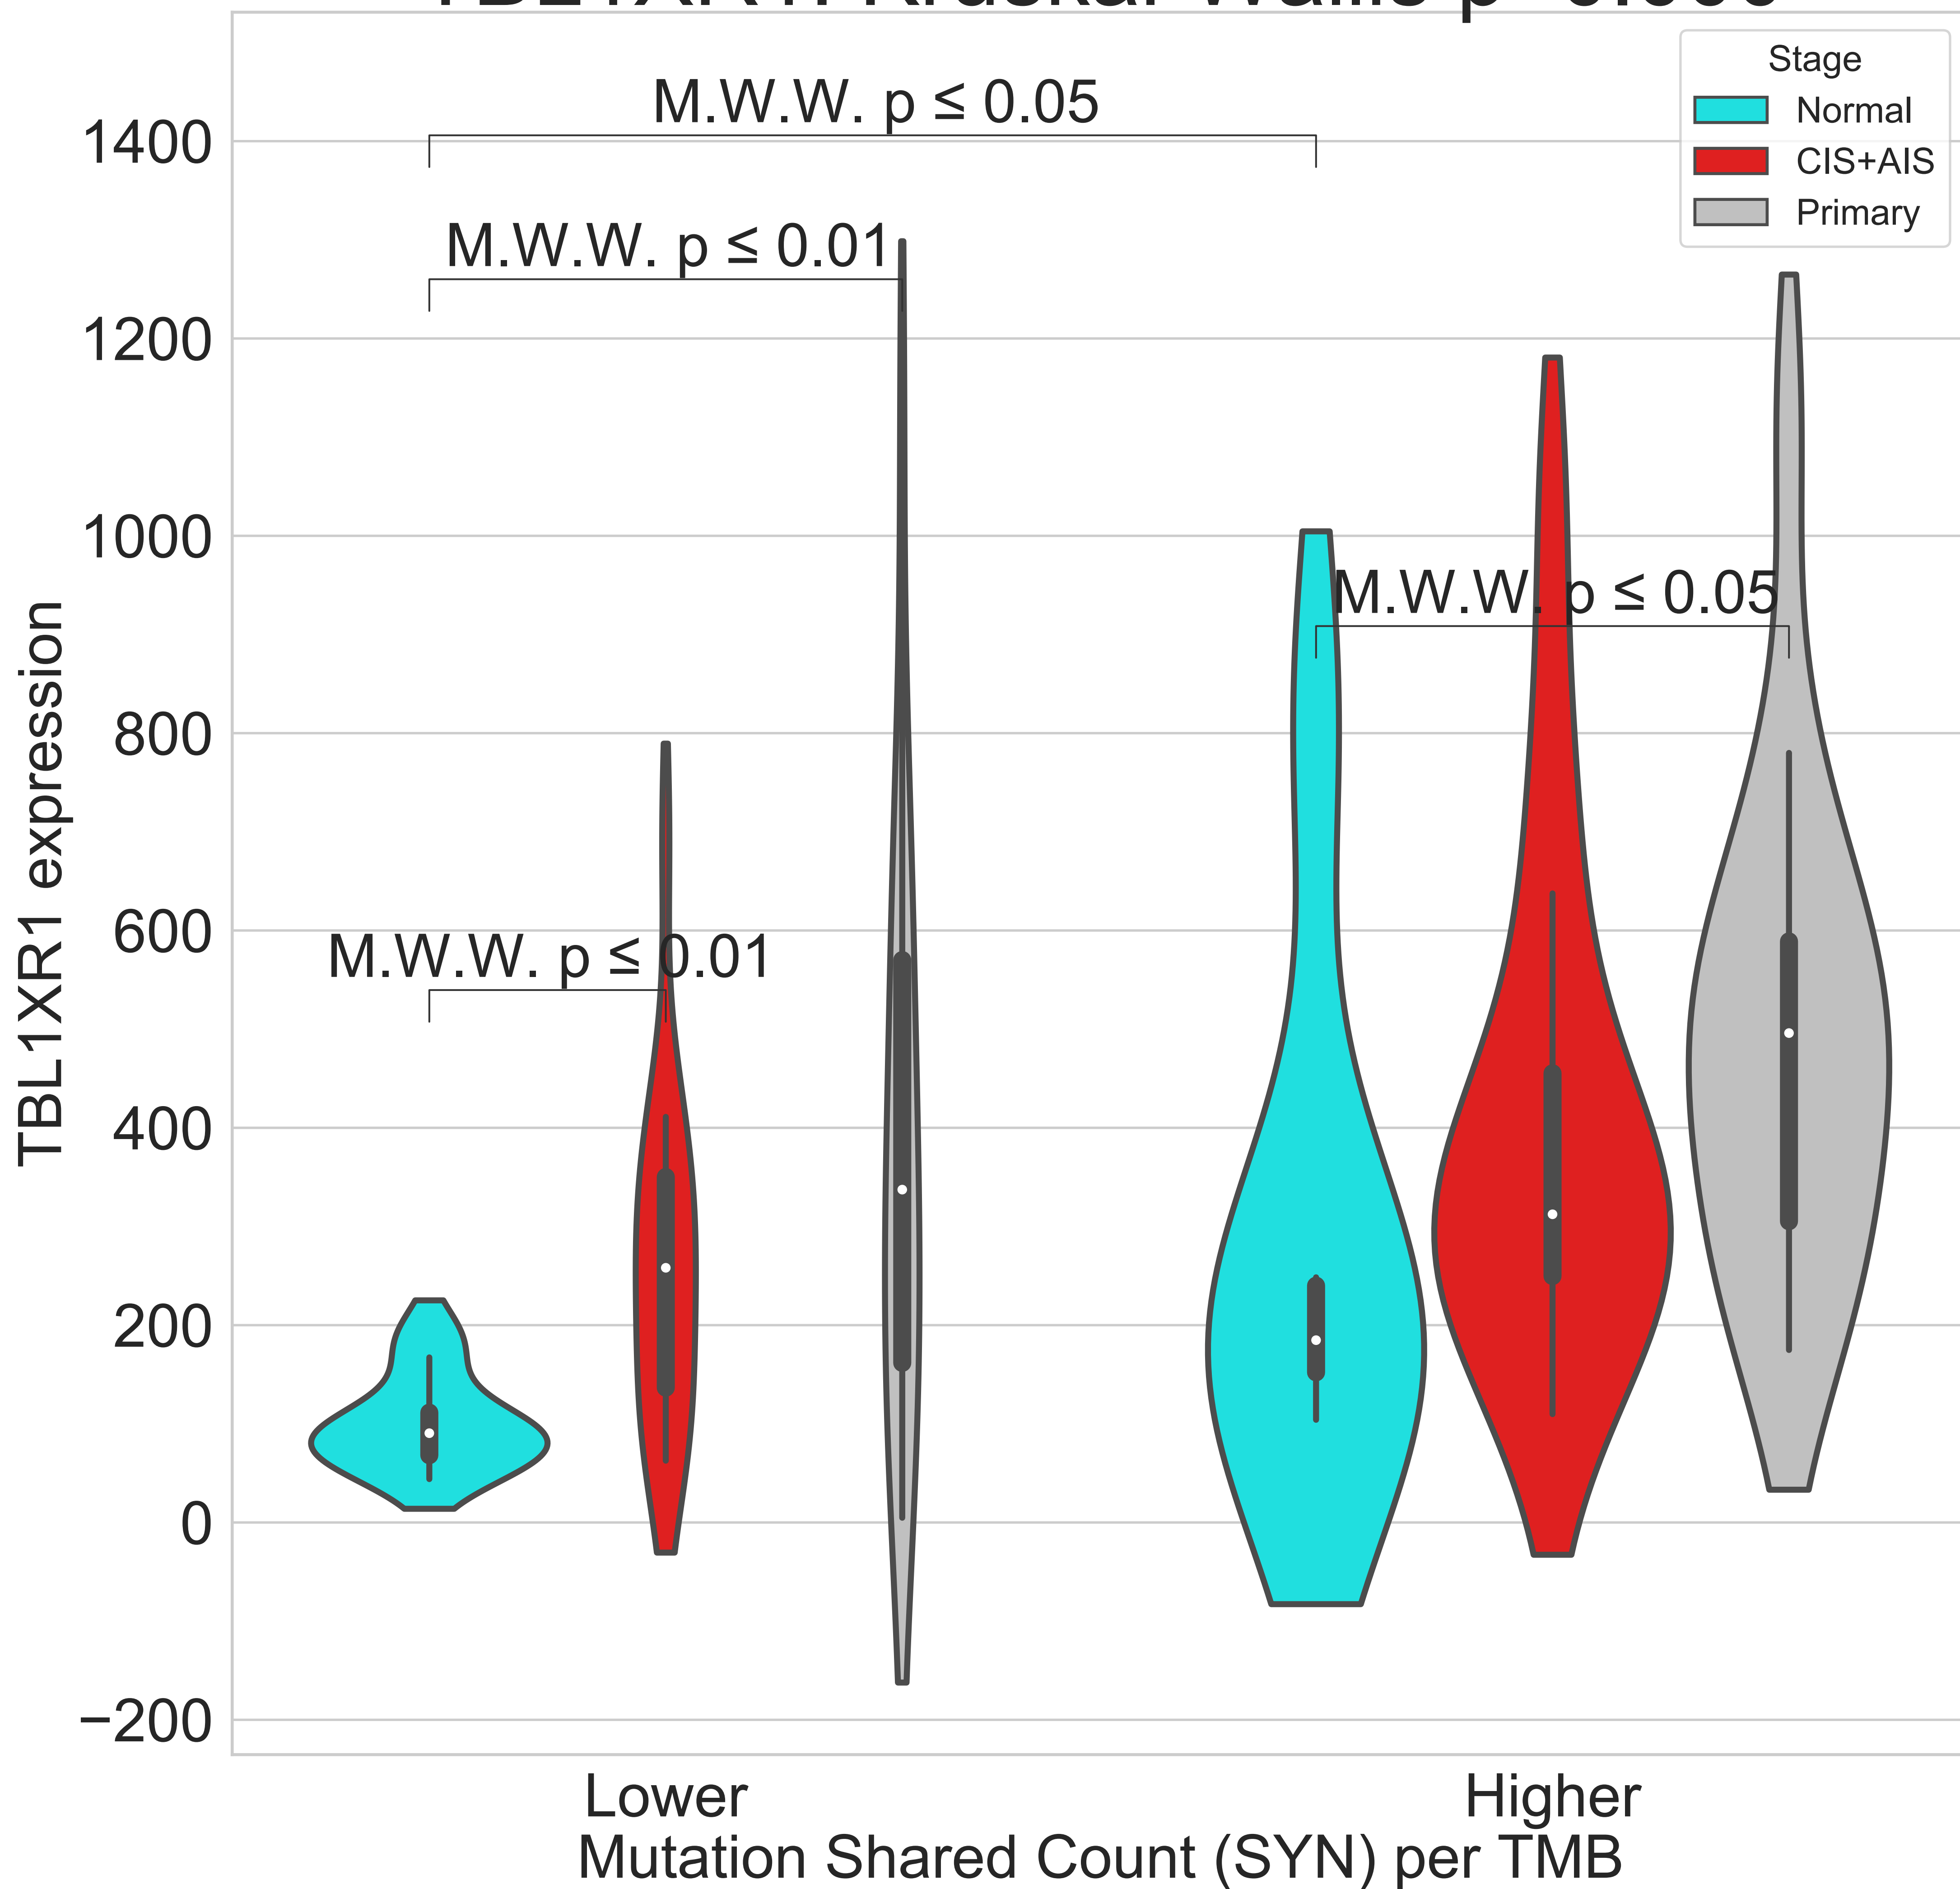 Stage
Normal
CIS+AIS
Primary
M.W.W. p ≤ 0.05
M.W.W. p ≤ 0.01
M.W.W. p ≤ 0.05
M.W.W. p ≤ 0.01
1400
1200
1000
800
600
400
200
0
−200
TBL1XR1 expression
Lower
Higher
Mutation Shared Count (SYN) per TMB